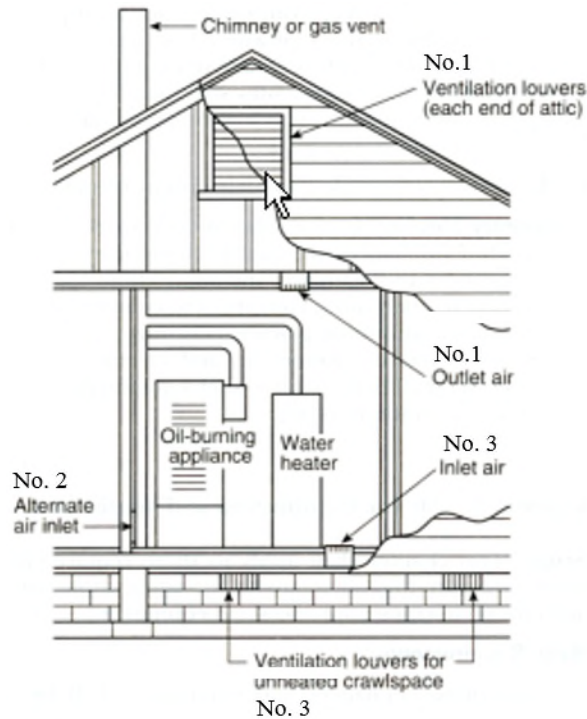 Chimney or gas vent
No.1
Ventilation louvers
(each end of attic)
No.1
Outlet air
Oil-burning
appliance
Water
heater
No. 3
Inlet air
No. 2
Alternate
air inlet
Ventilation louvers for
unheated crawlspace
No. 3